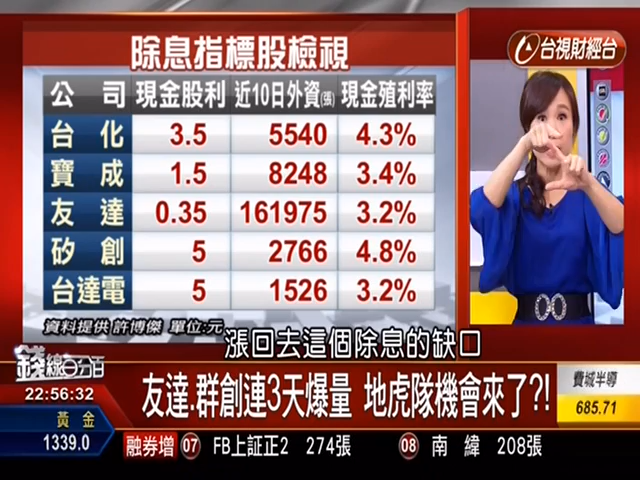 除息指標股檢視
台視財經台
公司 現金股利 近10日外資(張) 現金殖利率
台化 3.5 5540 4.3%
寶成 1.5 8248 3.4%
友達 0.35 161975 3.2%
矽創 5 2766 4.8%
台達電 5 1526 3.2%
資料提供 許博傑 單位:元
漲回去這個除息的缺口
錢線百分百
22:56:32
友達.群創連3天爆量 地虎隊機會來了?!
費城半導
685.71
黃金
1339.0
融券增 07 FB上証正2 274張 08 南緯 208張